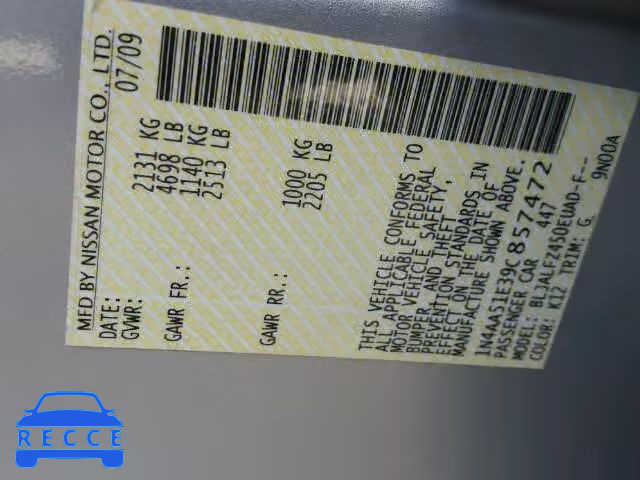 MFD BY NISSAN MOTOR CO., LTD.
DATE: 07/09
GVWR: 2131 KG
4698 LB
GAWR FR.: 1140 KG
2513 LB
GAWR RR.: 1000 KG
2205 LB
THIS VEHICLE CONFORMS TO
ALL APPLICABLE FEDERAL
MOTOR VEHICLE SAFETY,
BUMPER, AND THEFT
PREVENTION STANDARDS IN
EFFECT ON THE DATE OF
MANUFACTURE SHOWN ABOVE.
1N4AA51E39C857472
PASSENGER CAR 447
MODEL: BL3ALFZ450EUAD-F--
COLOR: K12 TRIM: G 9N00A
RECCE